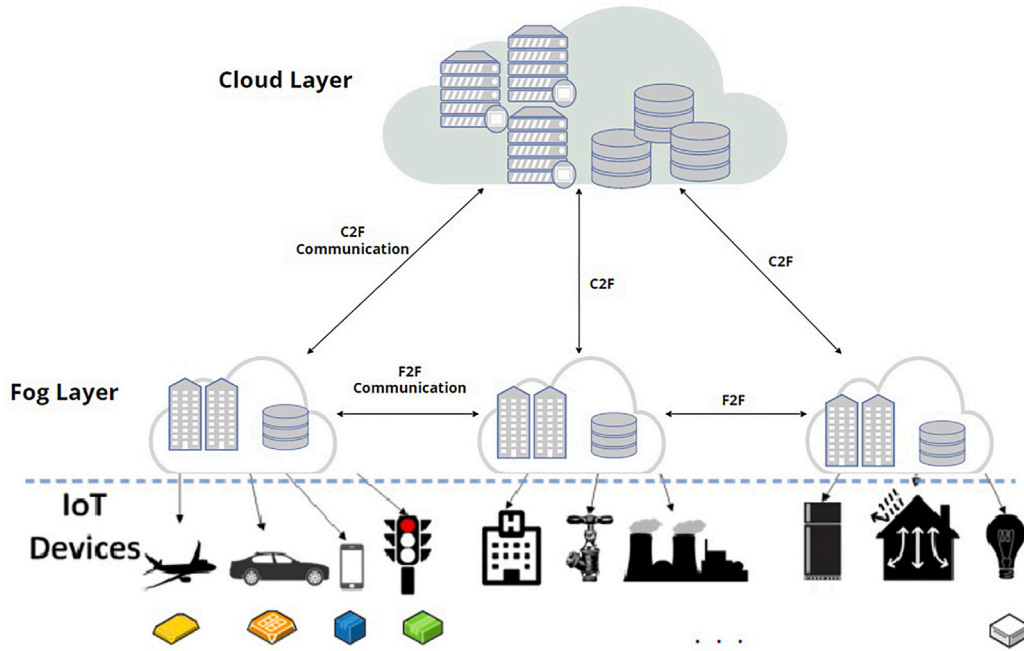 Cloud Layer
C2F
Communication
C2F
C2F
Fog Layer
F2F
Communication
F2F
IoT
Devices
H
. . .